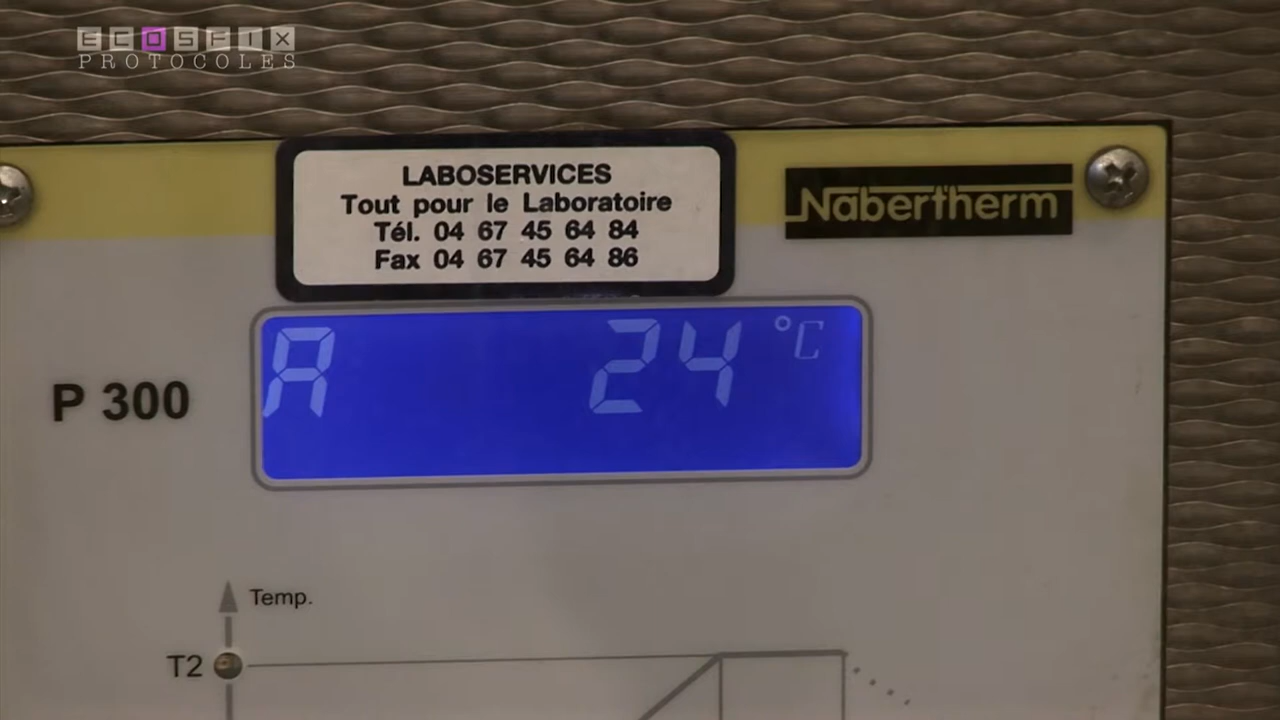 ECOSFIX
PROTOCOLES
LABOSERVICES
Tout pour le Laboratoire
Tél. 04 67 45 64 84
Fax 04 67 45 64 86
Nabertherm
A 24 °C
P 300
Temp.
T2